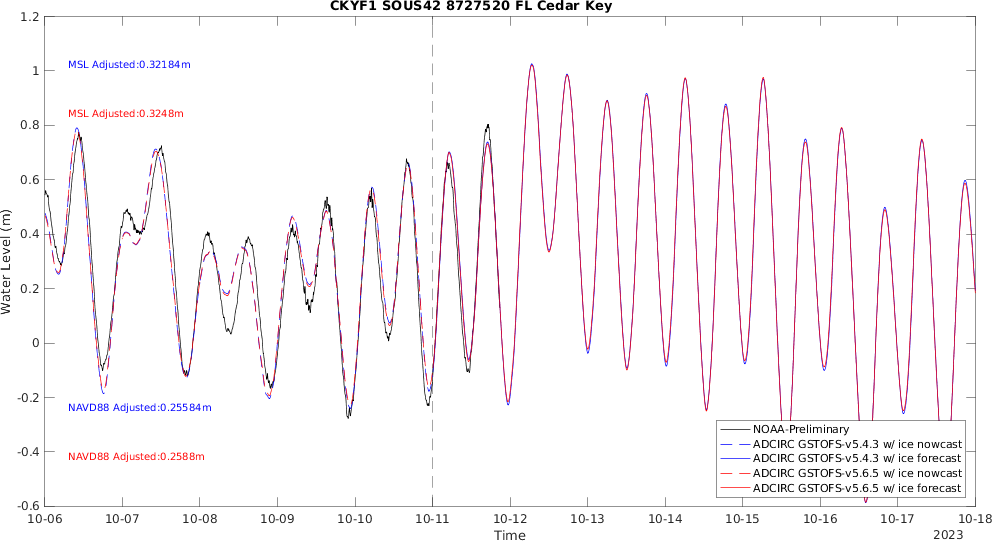 CKYF1 SOUS42 8727520 FL Cedar Key
1.2
1
0.8
0.6
0.4
0.2
0
-0.2
-0.4
-0.6
Water Level (m)
MSL Adjusted:0.32184m
MSL Adjusted:0.3248m
NAVD88 Adjusted:0.25584m
NAVD88 Adjusted:0.2588m
NOAA-Preliminary
ADCIRC GSTOFS-v5.4.3 w/ ice nowcast
ADCIRC GSTOFS-v5.4.3 w/ ice forecast
ADCIRC GSTOFS-v5.6.5 w/ ice nowcast
ADCIRC GSTOFS-v5.6.5 w/ ice forecast
10-06 10-07 10-08 10-09 10-10 10-11 10-12 10-13 10-14 10-15 10-16 10-17 10-18
Time
2023